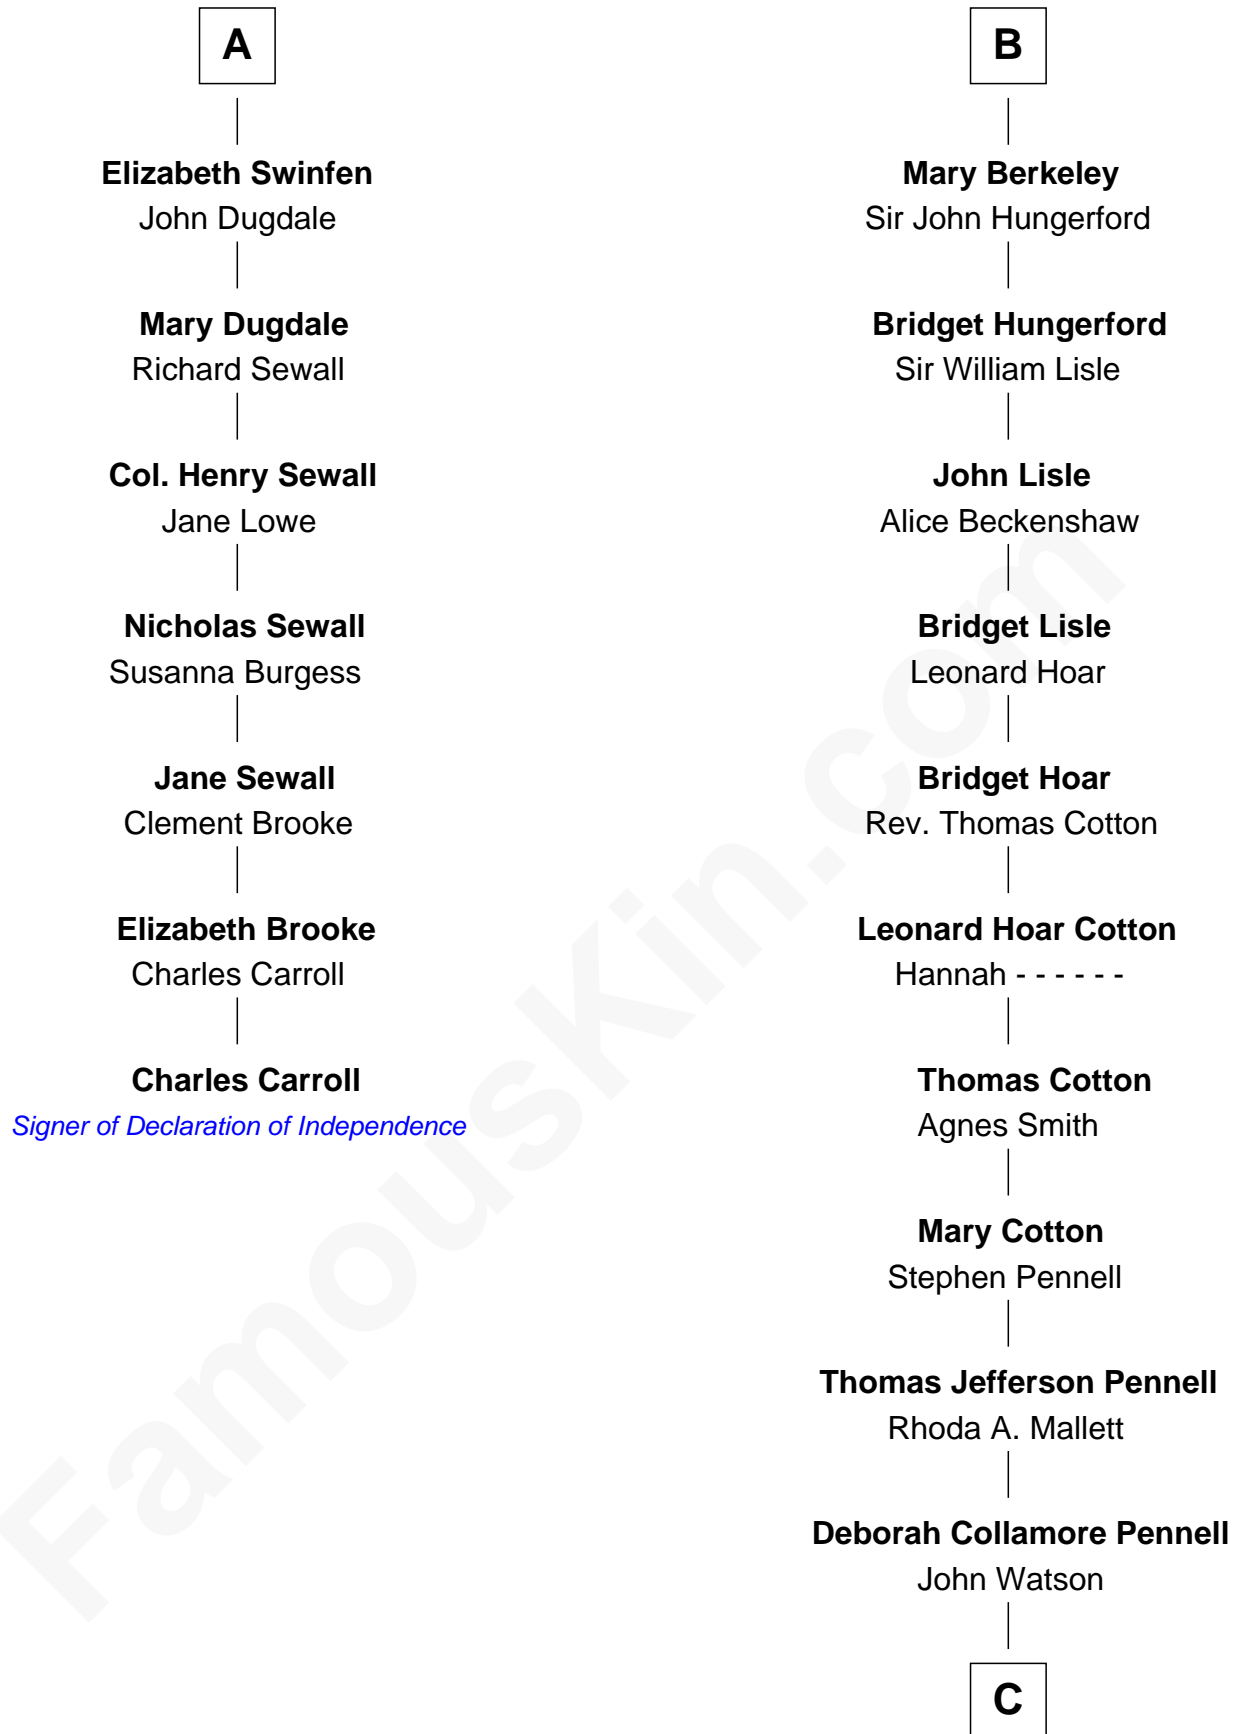 A
Elizabeth Swinfen
John Dugdale
Mary Dugdale
Richard Sewall
Col. Henry Sewall
Jane Lowe
Nicholas Sewall
Susanna Burgess
Jane Sewall
Clement Brooke
Elizabeth Brooke
Charles Carroll
Charles Carroll
Signer of Declaration of Independence
B
Mary Berkeley
Sir John Hungerford
Bridget Hungerford
Sir William Lisle
John Lisle
Alice Beckenshaw
Bridget Lisle
Leonard Hoar
Bridget Hoar
Rev. Thomas Cotton
Leonard Hoar Cotton
Hannah - - - - - -
Thomas Cotton
Agnes Smith
Mary Cotton
Stephen Pennell
Thomas Jefferson Pennell
Rhoda A. Mallett
Deborah Collamore Pennell
John Watson
C
FamousKin.com